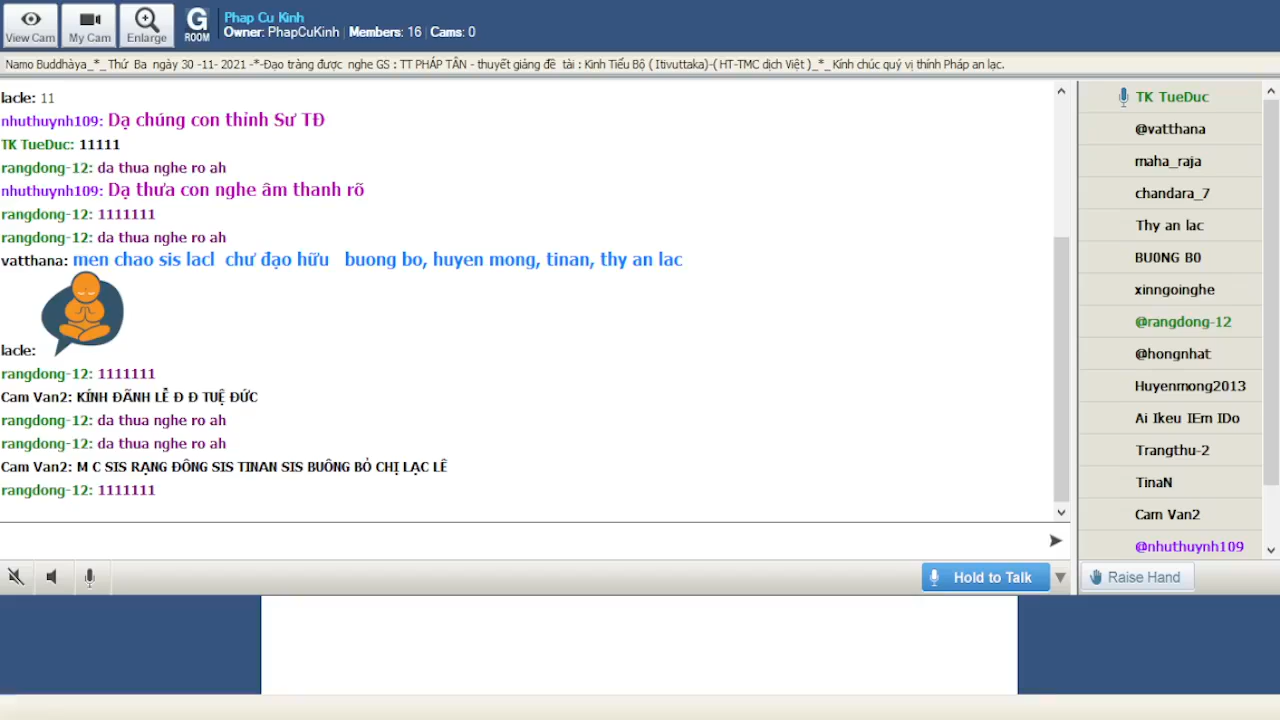 Phap Cu Kinh
Owner: PhapCuKinh | Members: 16 | Cams: 0
View Cam
My Cam
Enlarge
G ROOM
Namo Buddhàya_*_Thứ Ba ngày 30 -11- 2021 -*-Đạo tràng được nghe GS : TT PHÁP TÂN - thuyết giảng đề tài : Kinh Tiểu Bộ ( Itivuttaka)-( HT-TMC dịch Việt )_*_ Kính chúc quý vị thính Pháp an lạc.
lacle: 11
nhuthuynh109: Dạ chúng con thỉnh Sư TĐ
TK TueDuc: 11111
rangdong-12: da thua nghe ro ah
nhuthuynh109: Dạ thưa con nghe âm thanh rõ
rangdong-12: 1111111
rangdong-12: da thua nghe ro ah
vatthana: men chao sis lacl chư đạo hữu buong bo, huyen mong, tinan, thy an lac
lacle:
rangdong-12: 1111111
Cam Van2: KÍNH ĐÃNH LỄ Đ Đ TUỆ ĐỨC
rangdong-12: da thua nghe ro ah
rangdong-12: da thua nghe ro ah
Cam Van2: M C SIS RẠNG ĐÔNG SIS TINAN SIS BUÔNG BỎ CHỊ LẠC LÊ
rangdong-12: 1111111
TK TueDuc
@vatthana
maha_raja
chandara_7
Thy an lac
BU0NG B0
xinngoinghe
@rangdong-12
@hongnhat
Huyenmong2013
Ai Ikeu IEm IDo
Trangthu-2
TinaN
Cam Van2
@nhuthuynh109
Hold to Talk
Raise Hand